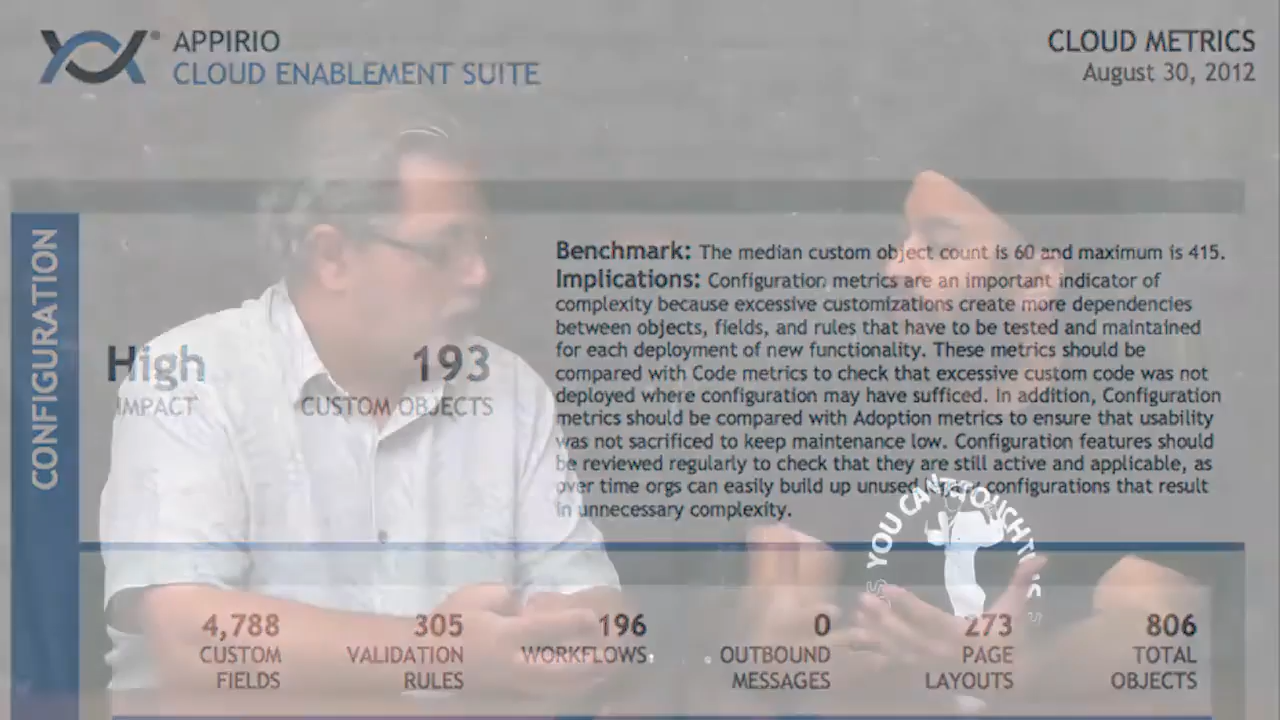 APPIRIO
CLOUD ENABLEMENT SUITE
CLOUD METRICS
August 30, 2012
CONFIGURATION
High
IMPACT
193
CUSTOM OBJECTS
Benchmark: The median custom object count is 60 and maximum is 415.
Implications: Configuration metrics are an important indicator of
complexity because excessive customizations create more dependencies
between objects, fields, and rules that have to be tested and maintained
for each deployment of new functionality. These metrics should be
compared with Code metrics to check that excessive custom code was not
deployed where configuration may have sufficed. In addition, Configuration
metrics should be compared with Adoption metrics to ensure that usability
was not sacrificed to keep maintenance low. Configuration features should
be reviewed regularly to check that they are still active and applicable, as
over time orgs can easily build up unused legacy configurations that result
in unnecessary complexity.
YOU CAN'T
4,788
CUSTOM
FIELDS
305
VALIDATION
RULES
196
WORKFLOWS
0
OUTBOUND
MESSAGES
273
PAGE
LAYOUTS
806
TOTAL
OBJECTS